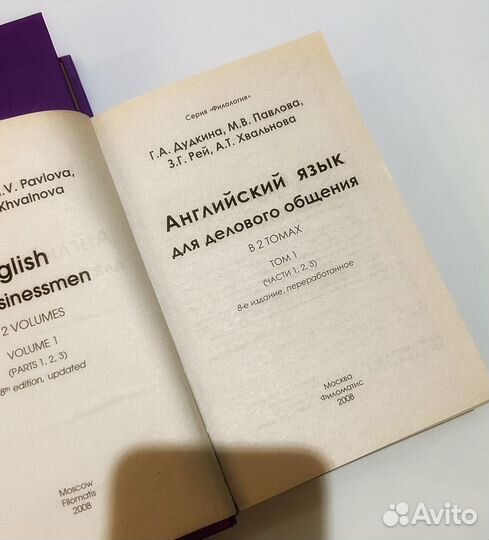 .V. Pavlova,
Khvalnova
glish
sinessmen
2 VOLUMES
VOLUME 1
(PARTS 1, 2, 3)
8th edition, updated
Moscow
Filomatis
2008
Серия «Филология»
Г.А. Дудкина, М.В. Павлова,
З.Г. Рей, А.Т. Хвальнова
Английский язык
для делового общения
В 2 ТОМАХ
ТОМ 1
(ЧАСТИ 1, 2, 3)
8-е издание, переработанное
Москва
Филоматис
2008
Avito